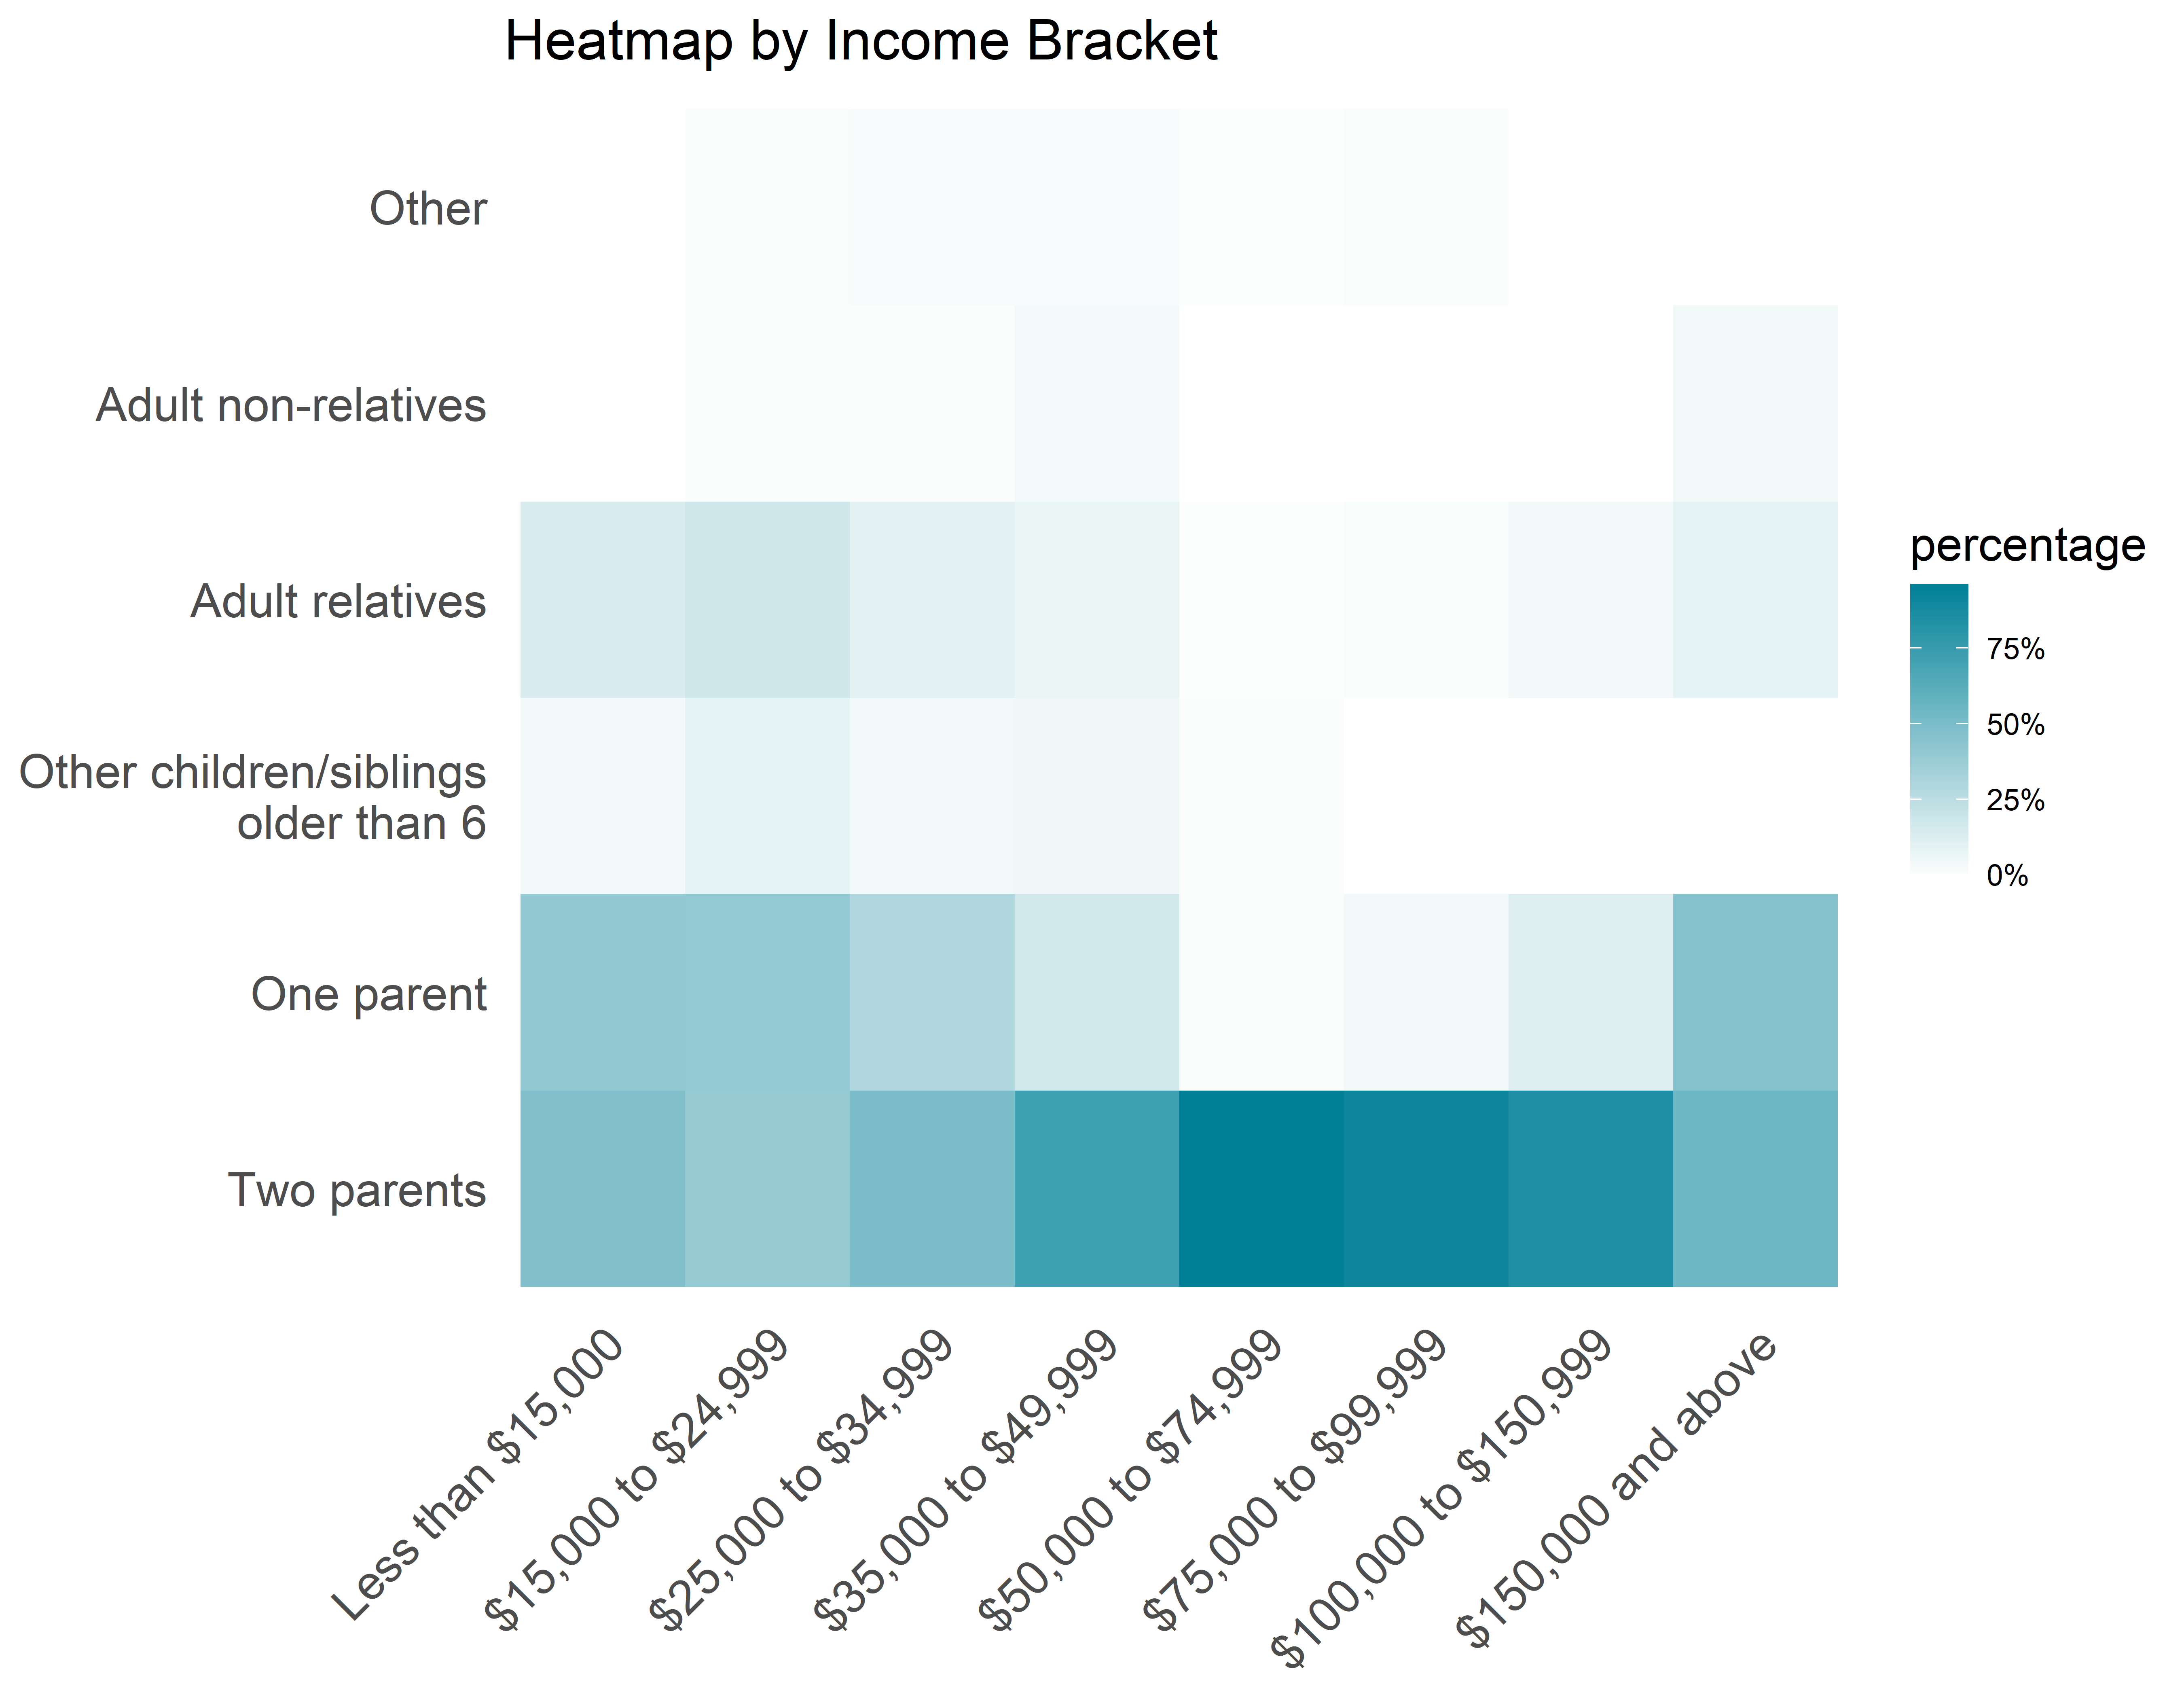 Heatmap by Income Bracket
Other
Adult non-relatives
Adult relatives
Other children/siblings
older than 6
One parent
Two parents
Less than $15,000
$15,000 to $24,999
$25,000 to $34,999
$35,000 to $49,999
$50,000 to $74,999
$75,000 to $99,999
$100,000 to $150,999
$150,000 and above
percentage
75%
50%
25%
0%